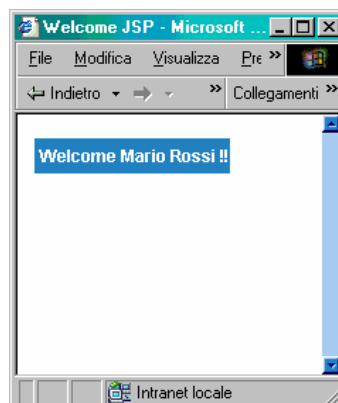 Welcome JSP - Microsoft ...
File Modifica Visualizza Pre »
Indietro » Collegamenti »
Welcome Mario Rossi !!
Intranet locale